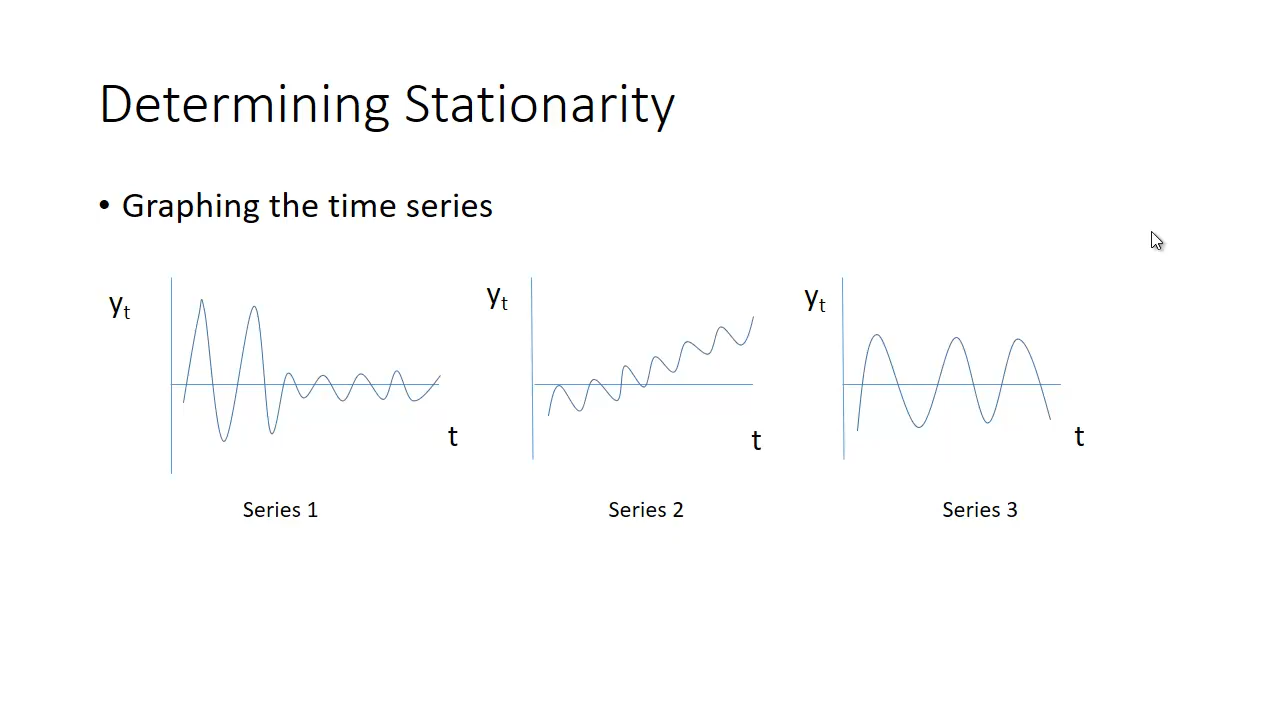 Determining Stationarity
• Graphing the time series
yt
yt
yt
t
t
t
Series 1
Series 2
Series 3